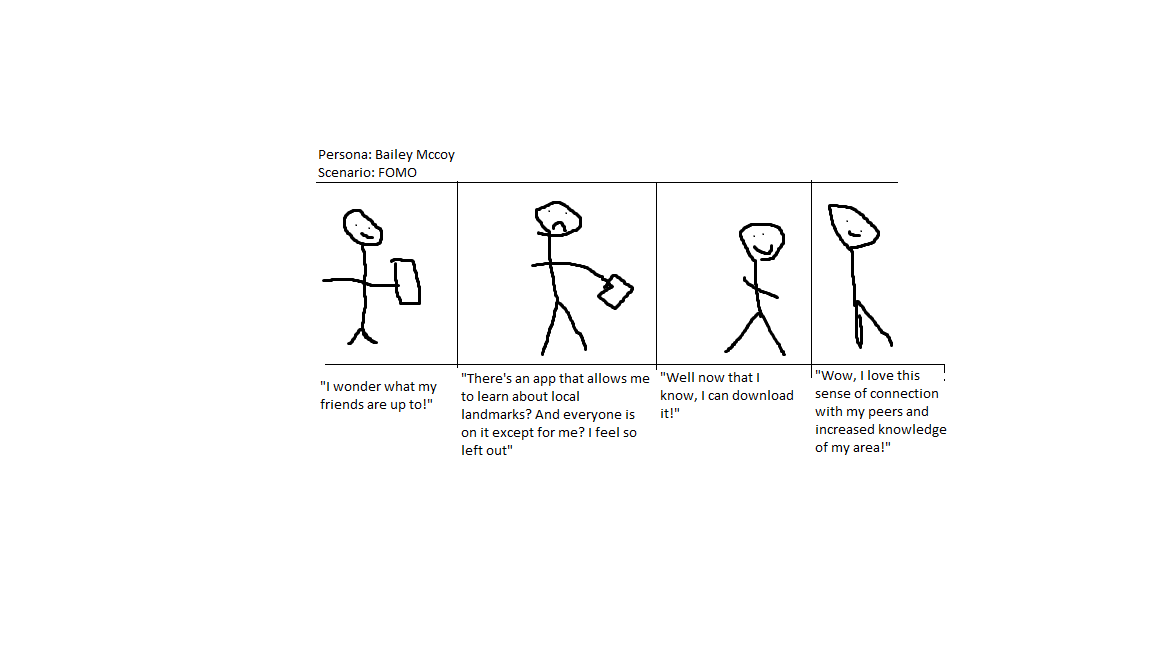 Persona: Bailey Mccoy
Scenario: FOMO
"I wonder what my
friends are up to!"
"There's an app that allows me
to learn about local
landmarks? And everyone is
on it except for me? I feel so
left out"
"Well now that I
know, I can download
it!"
"Wow, I love this
sense of connection
with my peers and
increased knowledge
of my area!"